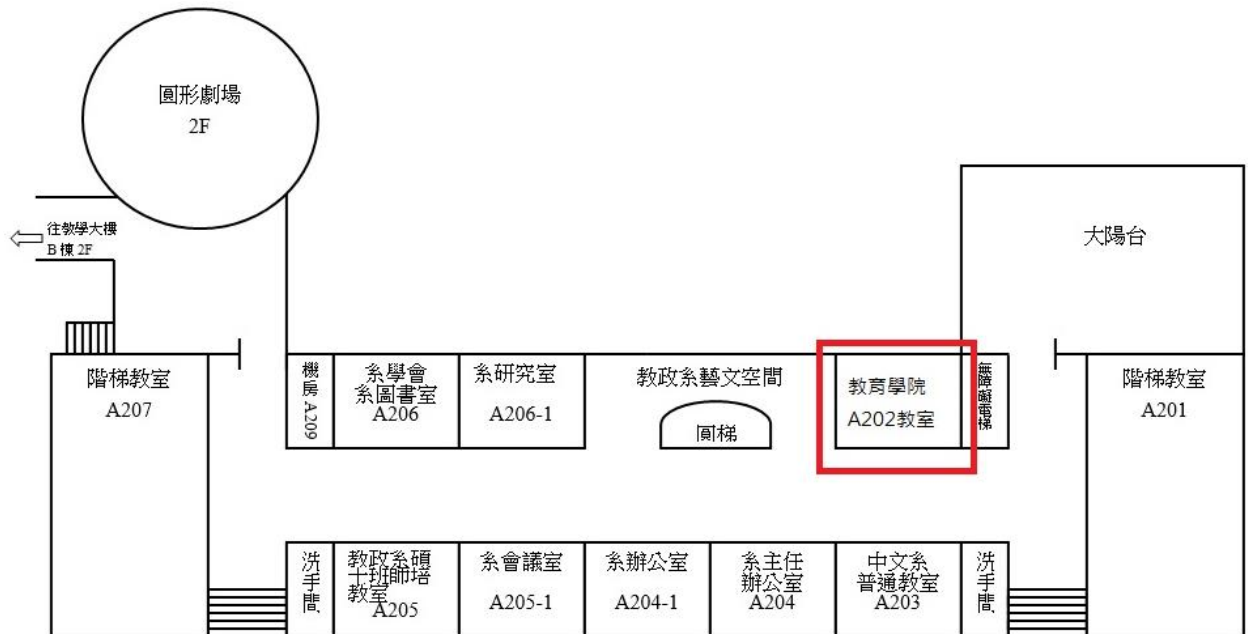 圓形劇場
2F
往教學大樓
B 棟 2F
大陽台
階梯教室
A207
機房 A209
系學會
系圖書室
A206
系研究室
A206-1
教政系藝文空間
圓梯
教育學院
A202教室
無障礙電梯
階梯教室
A201
洗手間
教政系碩
士班師培
教室
A205
系會議室
A205-1
系辦公室
A204-1
系主任
辦公室
A204
中文系
普通教室
A203
洗手間